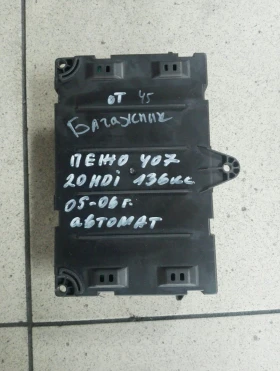 от 45
Багажник
ПЕЖО 407
20HDi 136кс
05-06г.
автомат